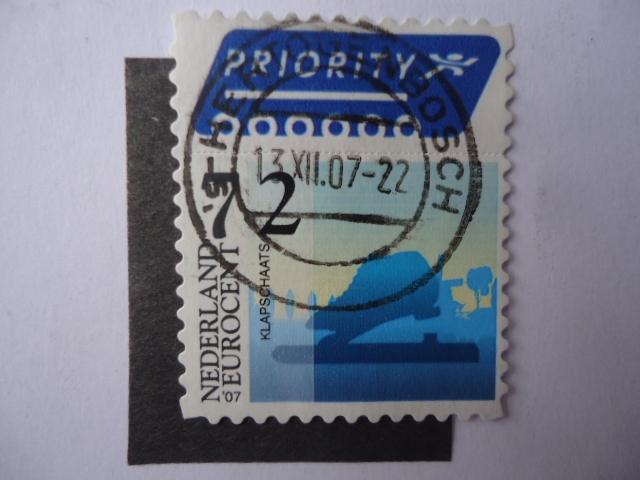 PRIORITY
'S-HERTOGENBOSCH
13.XII.07-22
72
KLAPSCHAATS
NEDERLAND
EUROCENT
'07